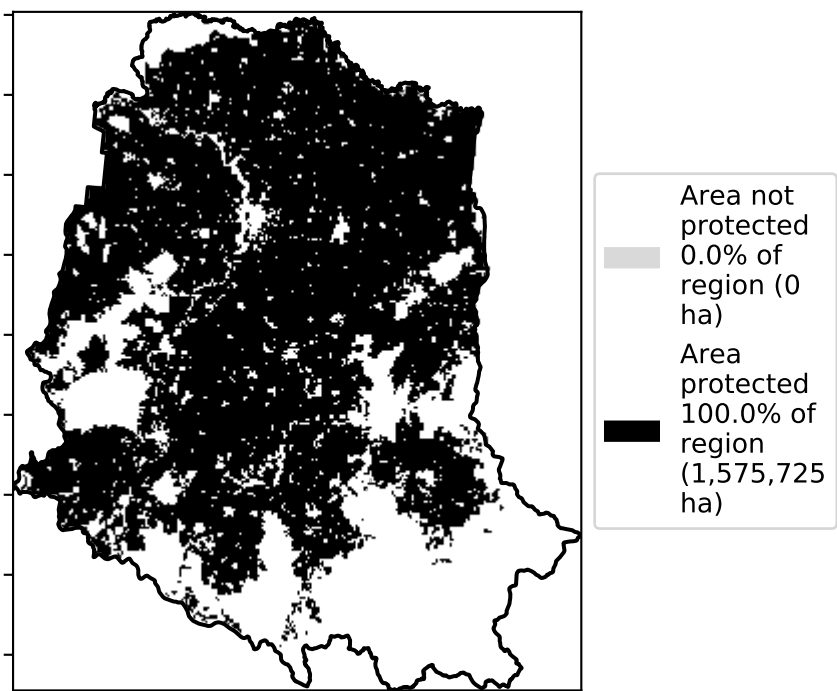 Area not
protected
0.0% of
region (0
ha)
Area
protected
100.0% of
region
(1,575,725
ha)